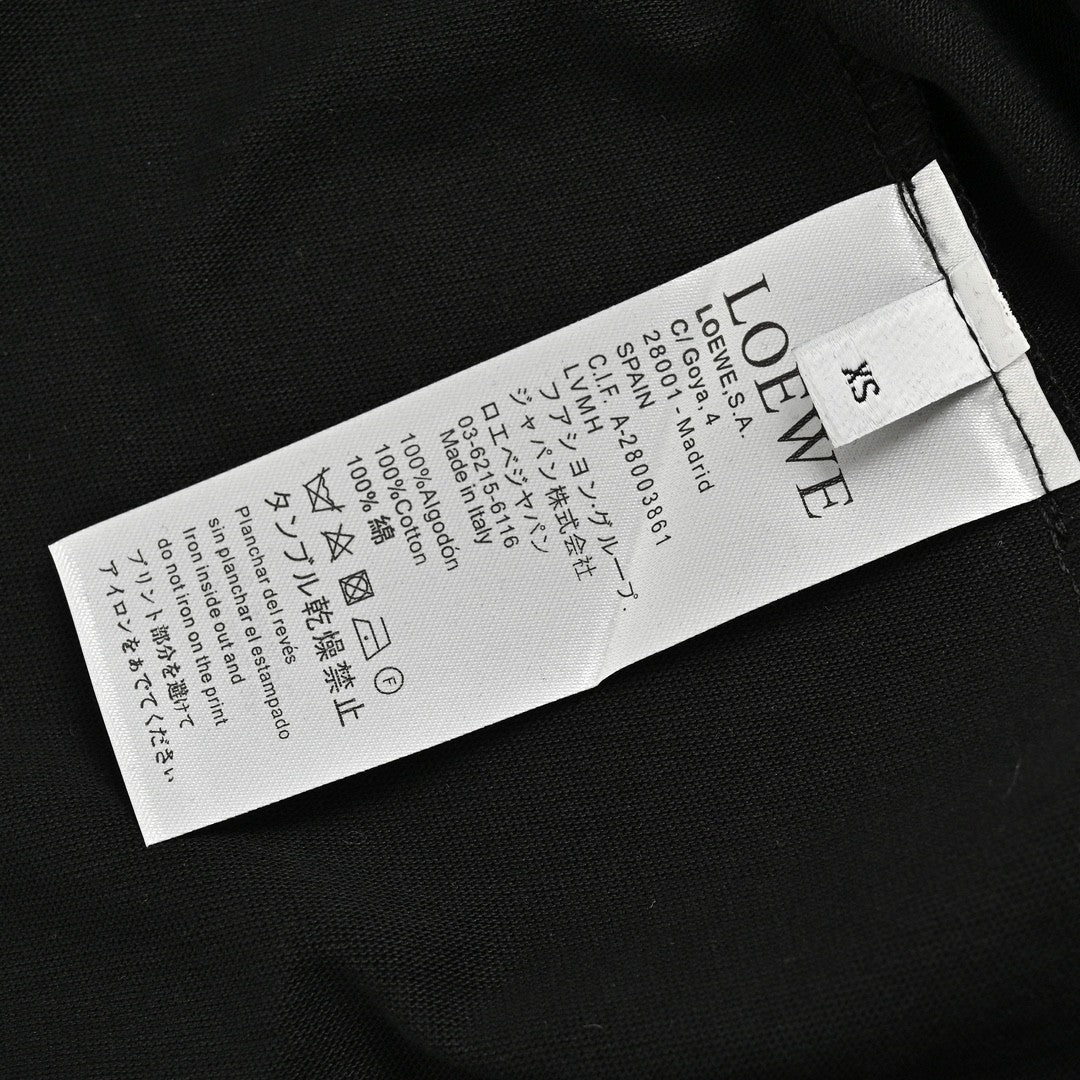 LOEWE
XS
LOEWE, S.A.
C/ Goya, 4
28001 - Madrid
SPAIN
C.I.F. A-28003861
LVMH
ファション・グループ.
ジャパン株式会社
ロエベジャパン
03-6215-6116
Made in Italy
100%Algodón
100%Cotton
100%綿
F
タンブル乾燥禁止
Planchar del revés
sin planchar el estampado
Iron inside out and
do not iron on the print
プリント部分を避けて
アイロンをあでてください